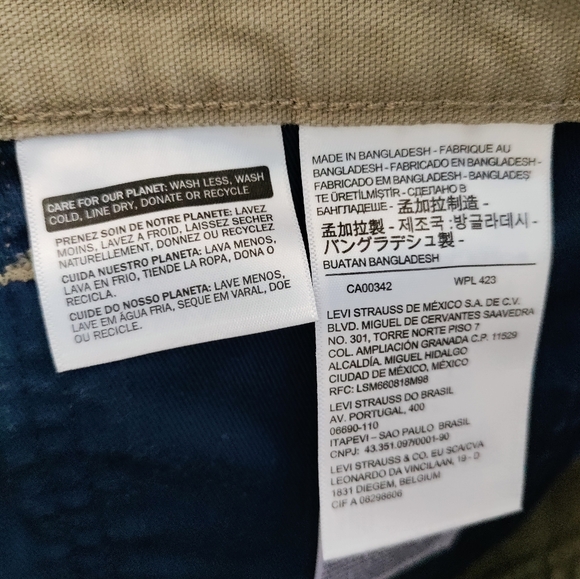 CARE FOR OUR PLANET: WASH LESS, WASH
COLD, LINE DRY, DONATE OR RECYCLE
PRENEZ SOIN DE NOTRE PLANETE: LAVEZ
MOINS, LAVEZ A FROID, LAISSEZ SECHER
NATURELLEMENT, DONNEZ OU RECYCLEZ
CUIDA NUESTRO PLANETA: LAVA MENOS,
LAVA EN FRIO, TIENDE LA ROPA, DONA O
RECICLA.
CUIDE DO NOSSO PLANETA: LAVE MENOS,
LAVE EM ÁGUA FRIA, SEQUE EM VARAL, DOE
OU RECICLE.
MADE IN BANGLADESH - FABRIQUE AU
BANGLADESH - FABRICADO EN BANGLADESH-
FABRICADO EM BANGLADESH - BANGLADEŞ'
TE ÜRETİLMİŞTİR - СДЕЛАНО В
БАНГЛАДЕШЕ - 孟加拉制造 -
孟加拉製 - 제조국 :방글라데시 -
バングラデシュ製 -
BUATAN BANGLADESH
CA00342 WPL 423
LEVI STRAUSS DE MÉXICO S.A. DE C.V.
BLVD. MIGUEL DE CERVANTES SAAVEDRA
NO. 301, TORRE NORTE PISO 7
COL. AMPLIACIÓN GRANADA C.P. 11529
ALCALDÍA. MIGUEL HIDALGO
CIUDAD DE MÉXICO, MÉXICO
RFC: LSM660818M98
LEVI STRAUSS DO BRASIL
AV. PORTUGAL, 400
06690-110
ITAPEVI – SAO PAULO BRASIL
CNPJ: 43.351.097/0001-90
LEVI STRAUSS & CO. EU SCA/CVA
LEONARDO DA VINCILAAN, 19 - D
1831 DIEGEM, BELGIUM
CIF A 08298606